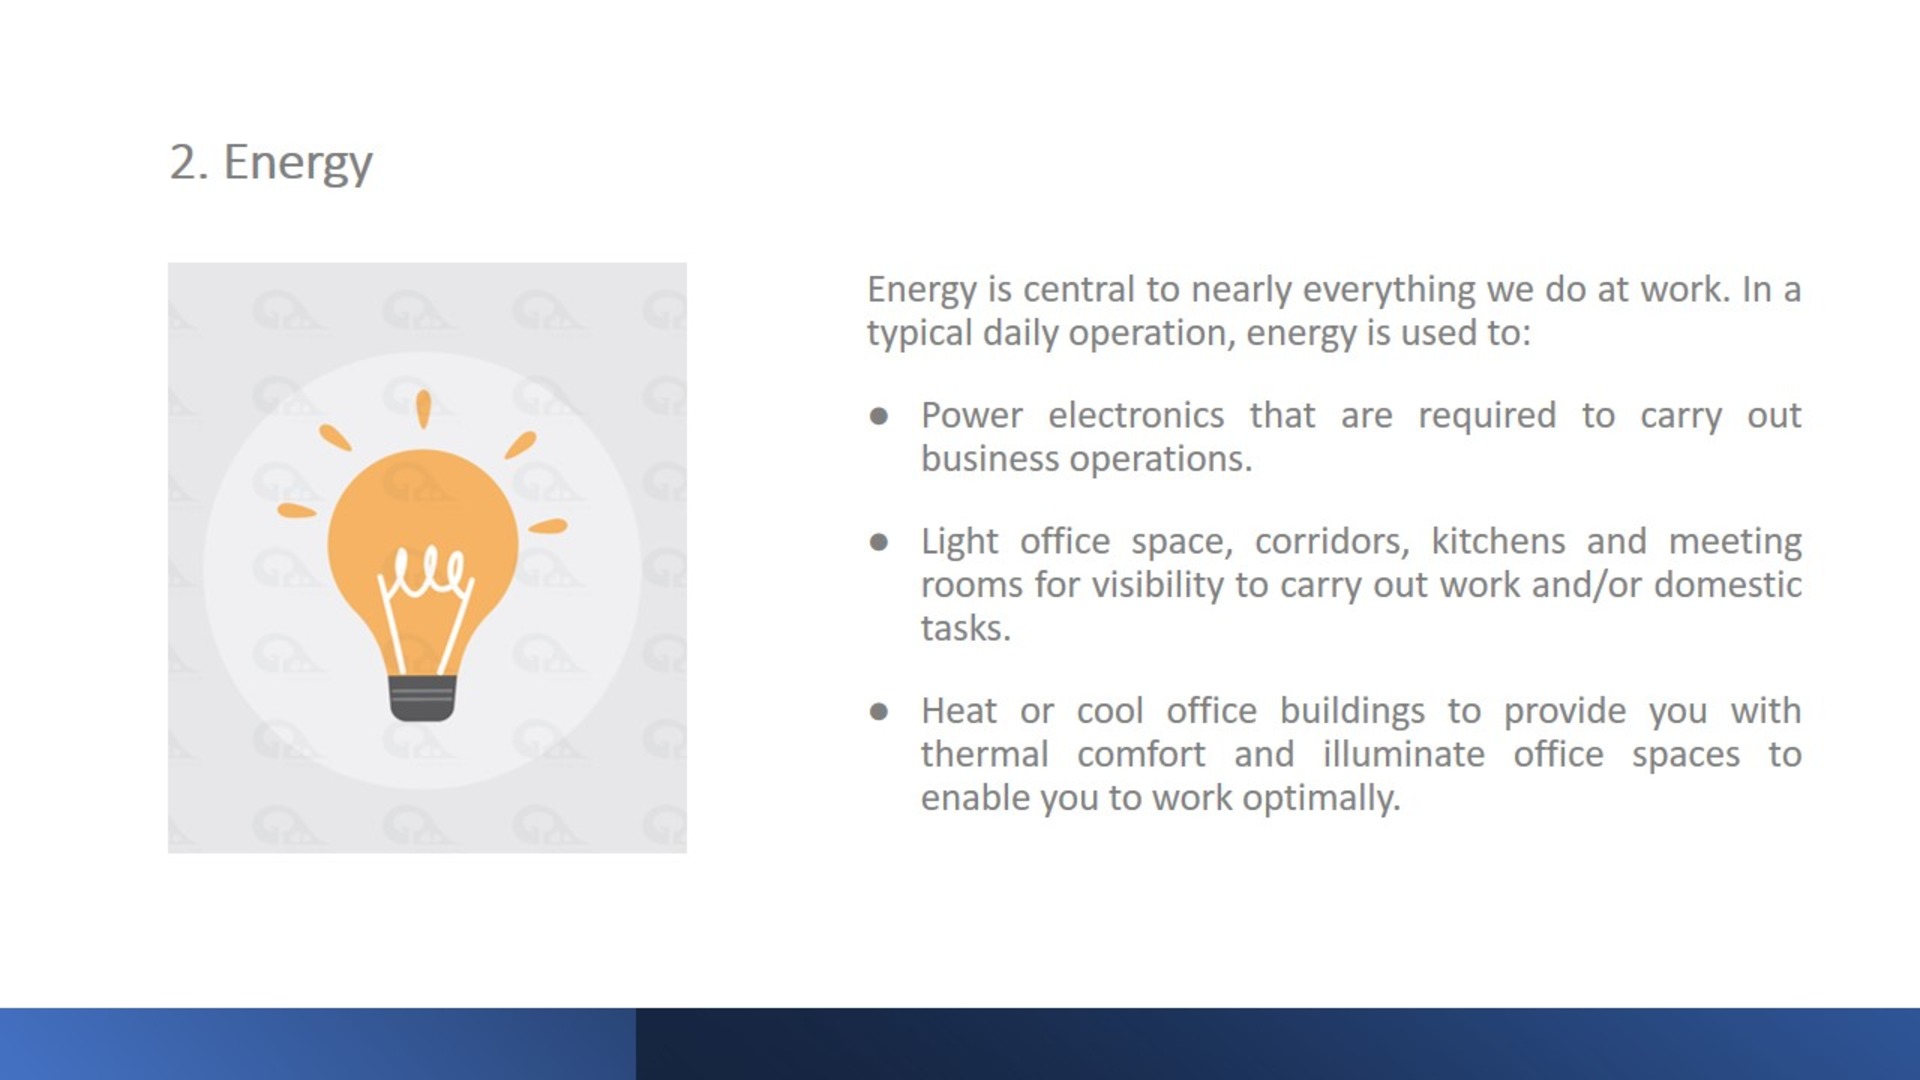 2. Energy
Energy is central to nearly everything we do at work. In a
typical daily operation, energy is used to:
● Power electronics that are required to carry out
business operations.
● Light office space, corridors, kitchens and meeting
rooms for visibility to carry out work and/or domestic
tasks.
● Heat or cool office buildings to provide you with
thermal comfort and illuminate office spaces to
enable you to work optimally.